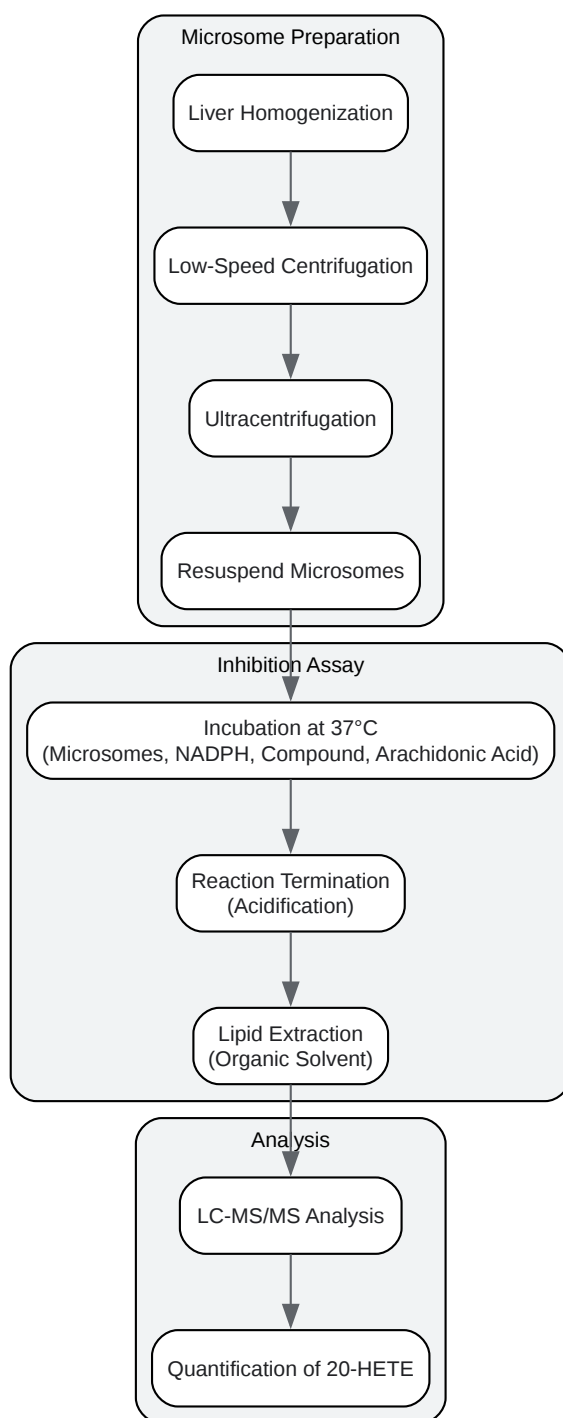 Microsome Preparation
Liver Homogenization
Low-Speed Centrifugation
Ultracentrifugation
Resuspend Microsomes
Inhibition Assay
Incubation at 37°C
(Microsomes, NADPH, Compound, Arachidonic Acid)
Reaction Termination
(Acidification)
Lipid Extraction
(Organic Solvent)
Analysis
LC-MS/MS Analysis
Quantification of 20-HETE